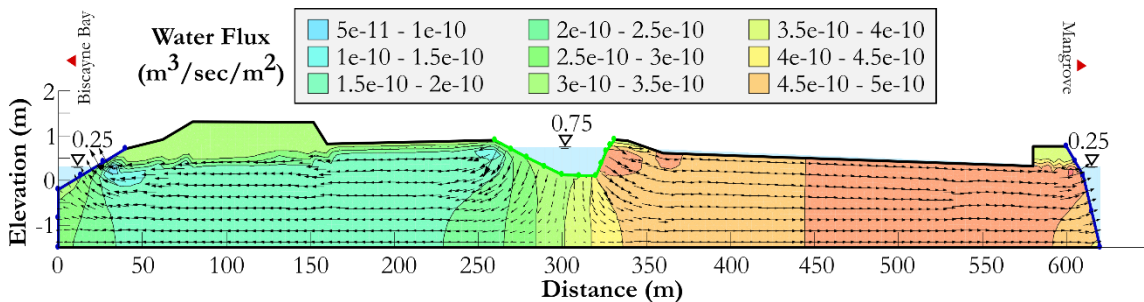 Water Flux
(m³/sec/m²)
5e-11 - 1e-10
1e-10 - 1.5e-10
1.5e-10 - 2e-10
2e-10 - 2.5e-10
2.5e-10 - 3e-10
3e-10 - 3.5e-10
3.5e-10 - 4e-10
4e-10 - 4.5e-10
4.5e-10 - 5e-10
Biscayne Bay
Mangrove
Elevation (m)
2
1
0
-1
0.25
0.75
0.25
0 50 100 150 200 250 300 350 400 450 500 550 600
Distance (m)